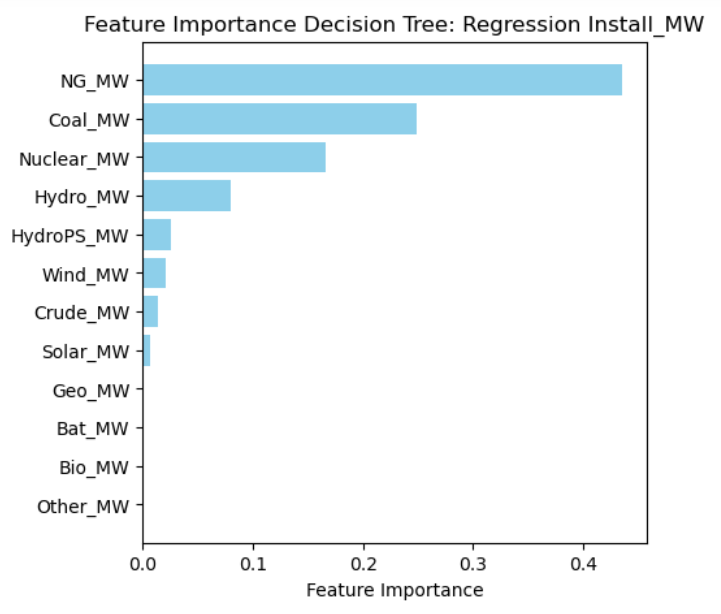 Feature Importance Decision Tree: Regression Install_MW
NG_MW
Coal_MW
Nuclear_MW
Hydro_MW
HydroPS_MW
Wind_MW
Crude_MW
Solar_MW
Geo_MW
Bat_MW
Bio_MW
Other_MW
0.0 0.1 0.2 0.3 0.4
Feature Importance